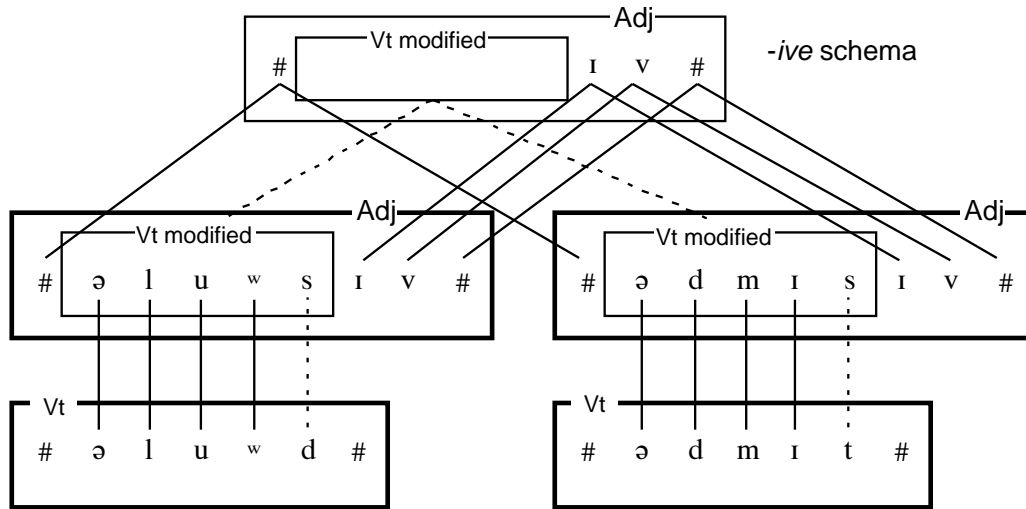 Adj
Vt modified
-ive schema
# ɪ v #
Adj Adj
Vt modified Vt modified
# ə l u w s ɪ v # # ə d m ɪ s ɪ v #
Vt Vt
# ə l u w d # # ə d m ɪ t #